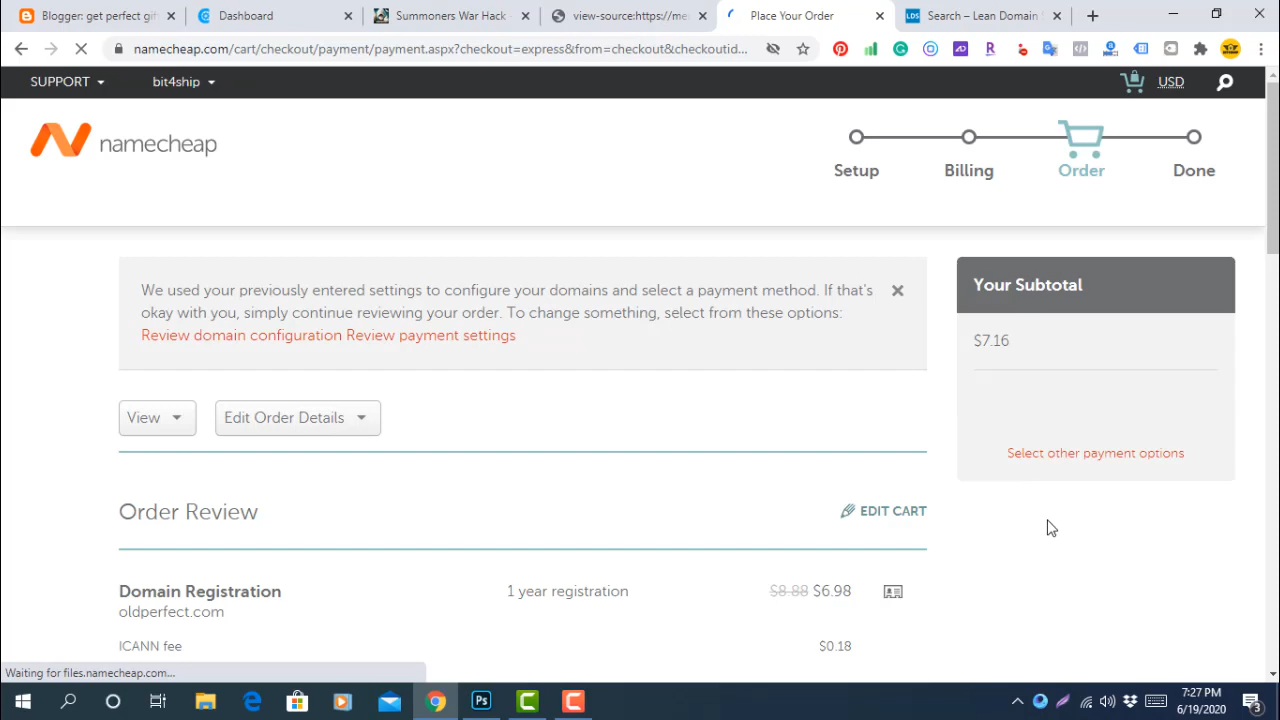 Blogger: get perfect gif
Dashboard
Summoners War Hack -
view-source:https://me
Place Your Order
LDS
Search – Lean Domain S
namecheap.com/cart/checkout/payment/payment.aspx?checkout=express&from=checkout&checkoutid...
SUPPORT
bit4ship
USD
namecheap
Setup
Billing
Order
Done
We used your previously entered settings to configure your domains and select a payment method. If that's
okay with you, simply continue reviewing your order. To change something, select from these options:
Review domain configuration Review payment settings
Your Subtotal
$7.16
Select other payment options
View
Edit Order Details
Order Review
EDIT CART
Domain Registration
1 year registration
$8.88 $6.98
oldperfect.com
ICANN fee
$0.18
Waiting for files.namecheap.com...
Ps
7:27 PM
6/19/2020
3